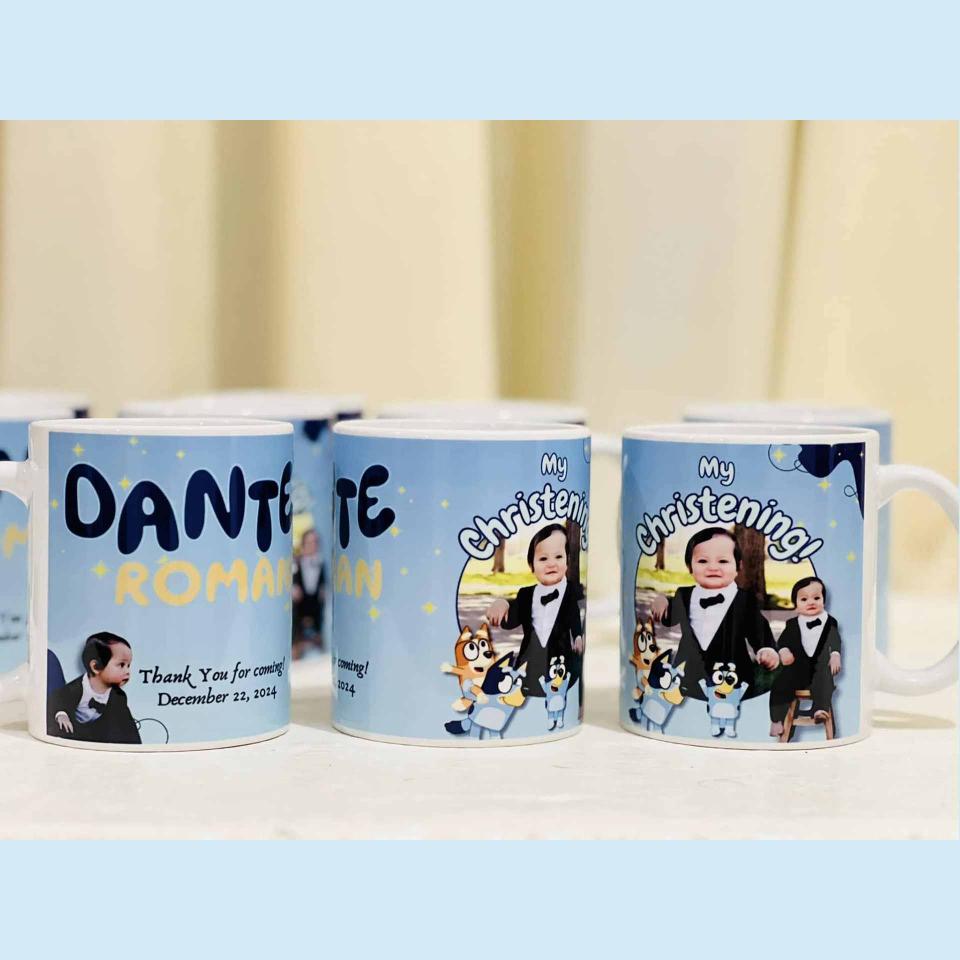 DANTE
ROMAN
Thank You for coming!
December 22, 2024
TE
AN
coming!
2024
My
Christening!
My
Christening!